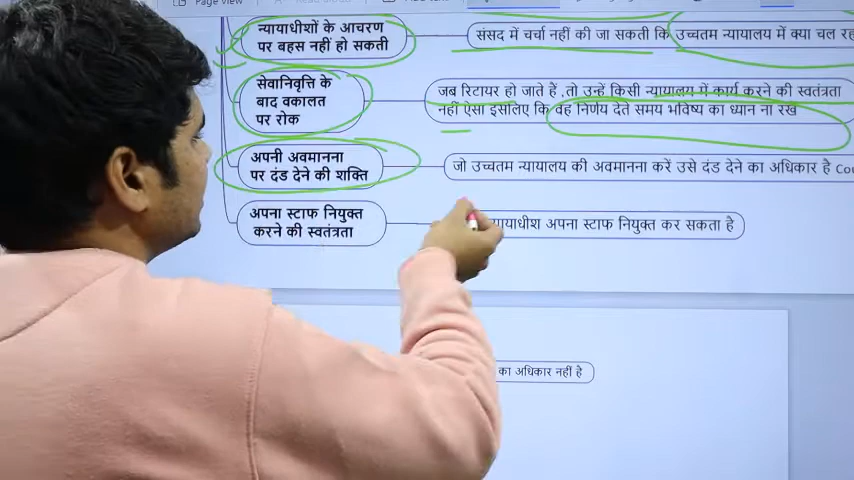 Page view
न्यायाधीशों के आचरण
पर बहस नहीं हो सकती
संसद में चर्चा नहीं की जा सकती कि उच्चतम न्यायालय में क्या चल
सेवानिवृत्ति के
बाद वकालत
पर रोक
जब रिटायर हो जाते हैं ,तो उन्हें किसी न्यायालय में कार्य करने की स्वतंत्रता
नहीं ऐसा इसलिए कि वह निर्णय देते समय भविष्य का ध्यान ना रखे
अपनी अवमानना
पर दंड देने की शक्ति
जो उच्चतम न्यायालय की अवमानना करें उसे दंड देने का अधिकार है
अपना स्टाफ नियुक्त
करने की स्वतंत्रता
अपना स्टाफ नियुक्त कर सकता है
का अधिकार नहीं है